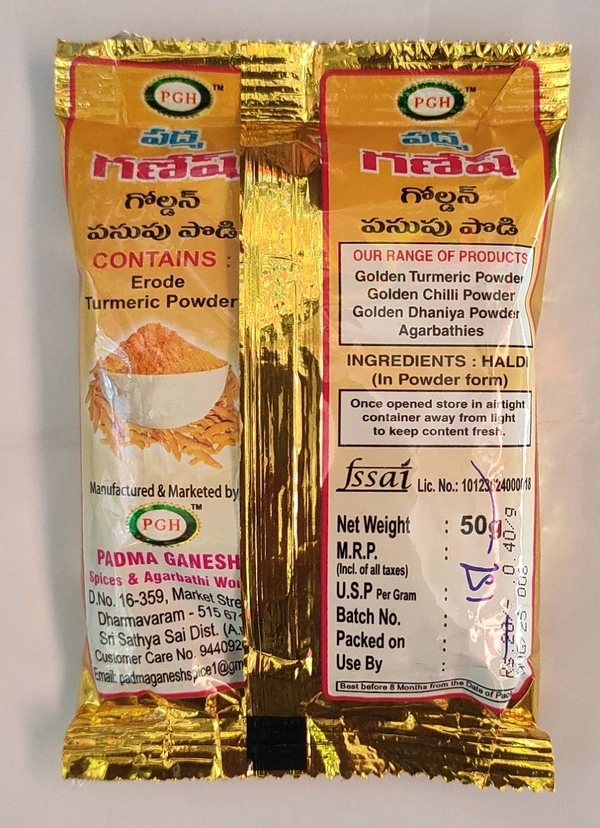 PGH TM
పద్మ
గణేష
గోల్డన్
పసుపు పొడి
CONTAINS :
Erode
Turmeric Powder
Manufactured & Marketed by
PGH TM
PADMA GANESH
Spices & Agarbathi Wor
D.No. 16-359, Market Stre
Dharmavaram - 515 67
Sri Sathya Sai Dist. (A.
Customer Care No. 944092
Email: padmaganeshspice1@gm
PGH TM
పద్మ
గణేష
గోల్డన్
పసుపు పొడి
OUR RANGE OF PRODUCTS
Golden Turmeric Powder
Golden Chilli Powder
Golden Dhaniya Powder
Agarbathies
INGREDIENTS : HALDI
(In Powder form)
Once opened store in airtight
container away from light
to keep content fresh.
fssai Lic. No.:
Net Weight : 50g
M.R.P. :
(Incl. of all taxes)
U.S.P Per Gram :
Batch No. :
Packed on :
Use By :
Best before 8 Months from the Date of Pac
0.40/g